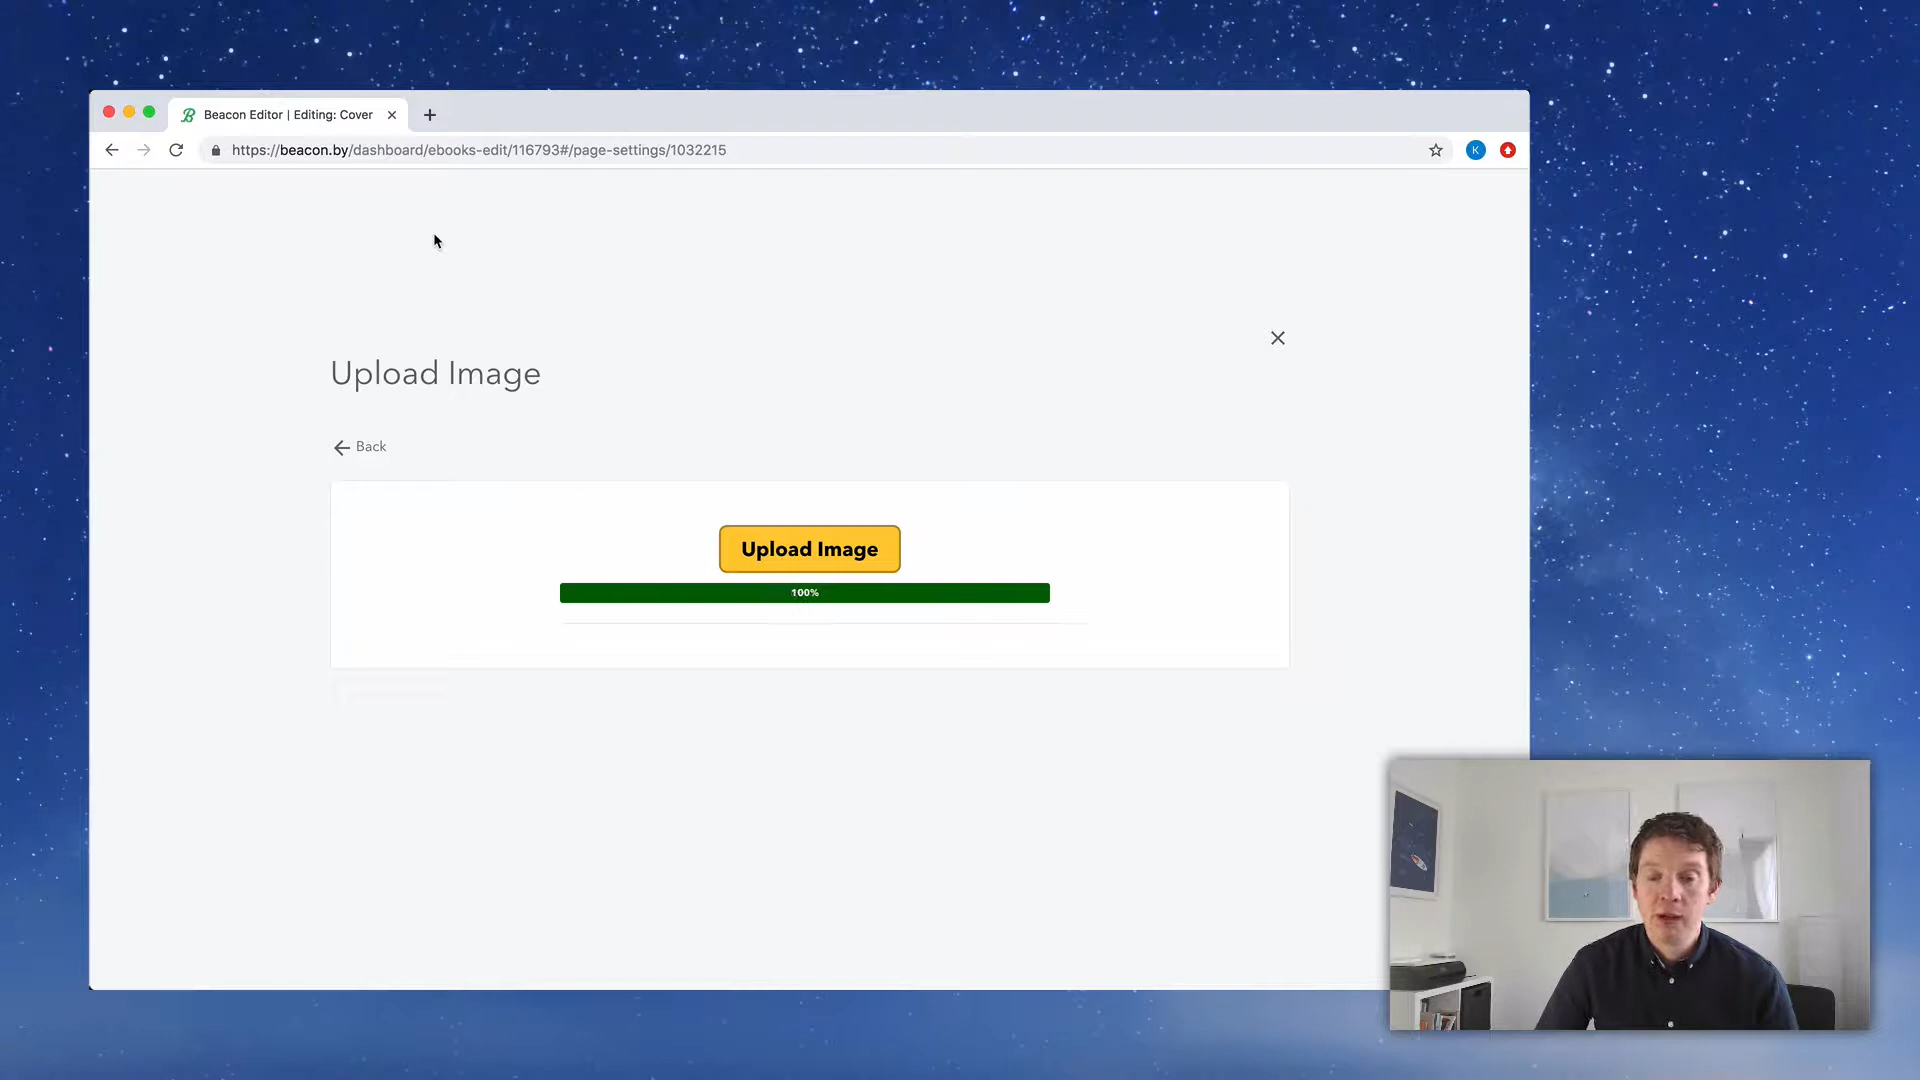 Beacon Editor | Editing: Cover
https://beacon.by/dashboard/ebooks-edit/116793#/page-settings/1032215
K
Upload Image
Back
Upload Image
100%